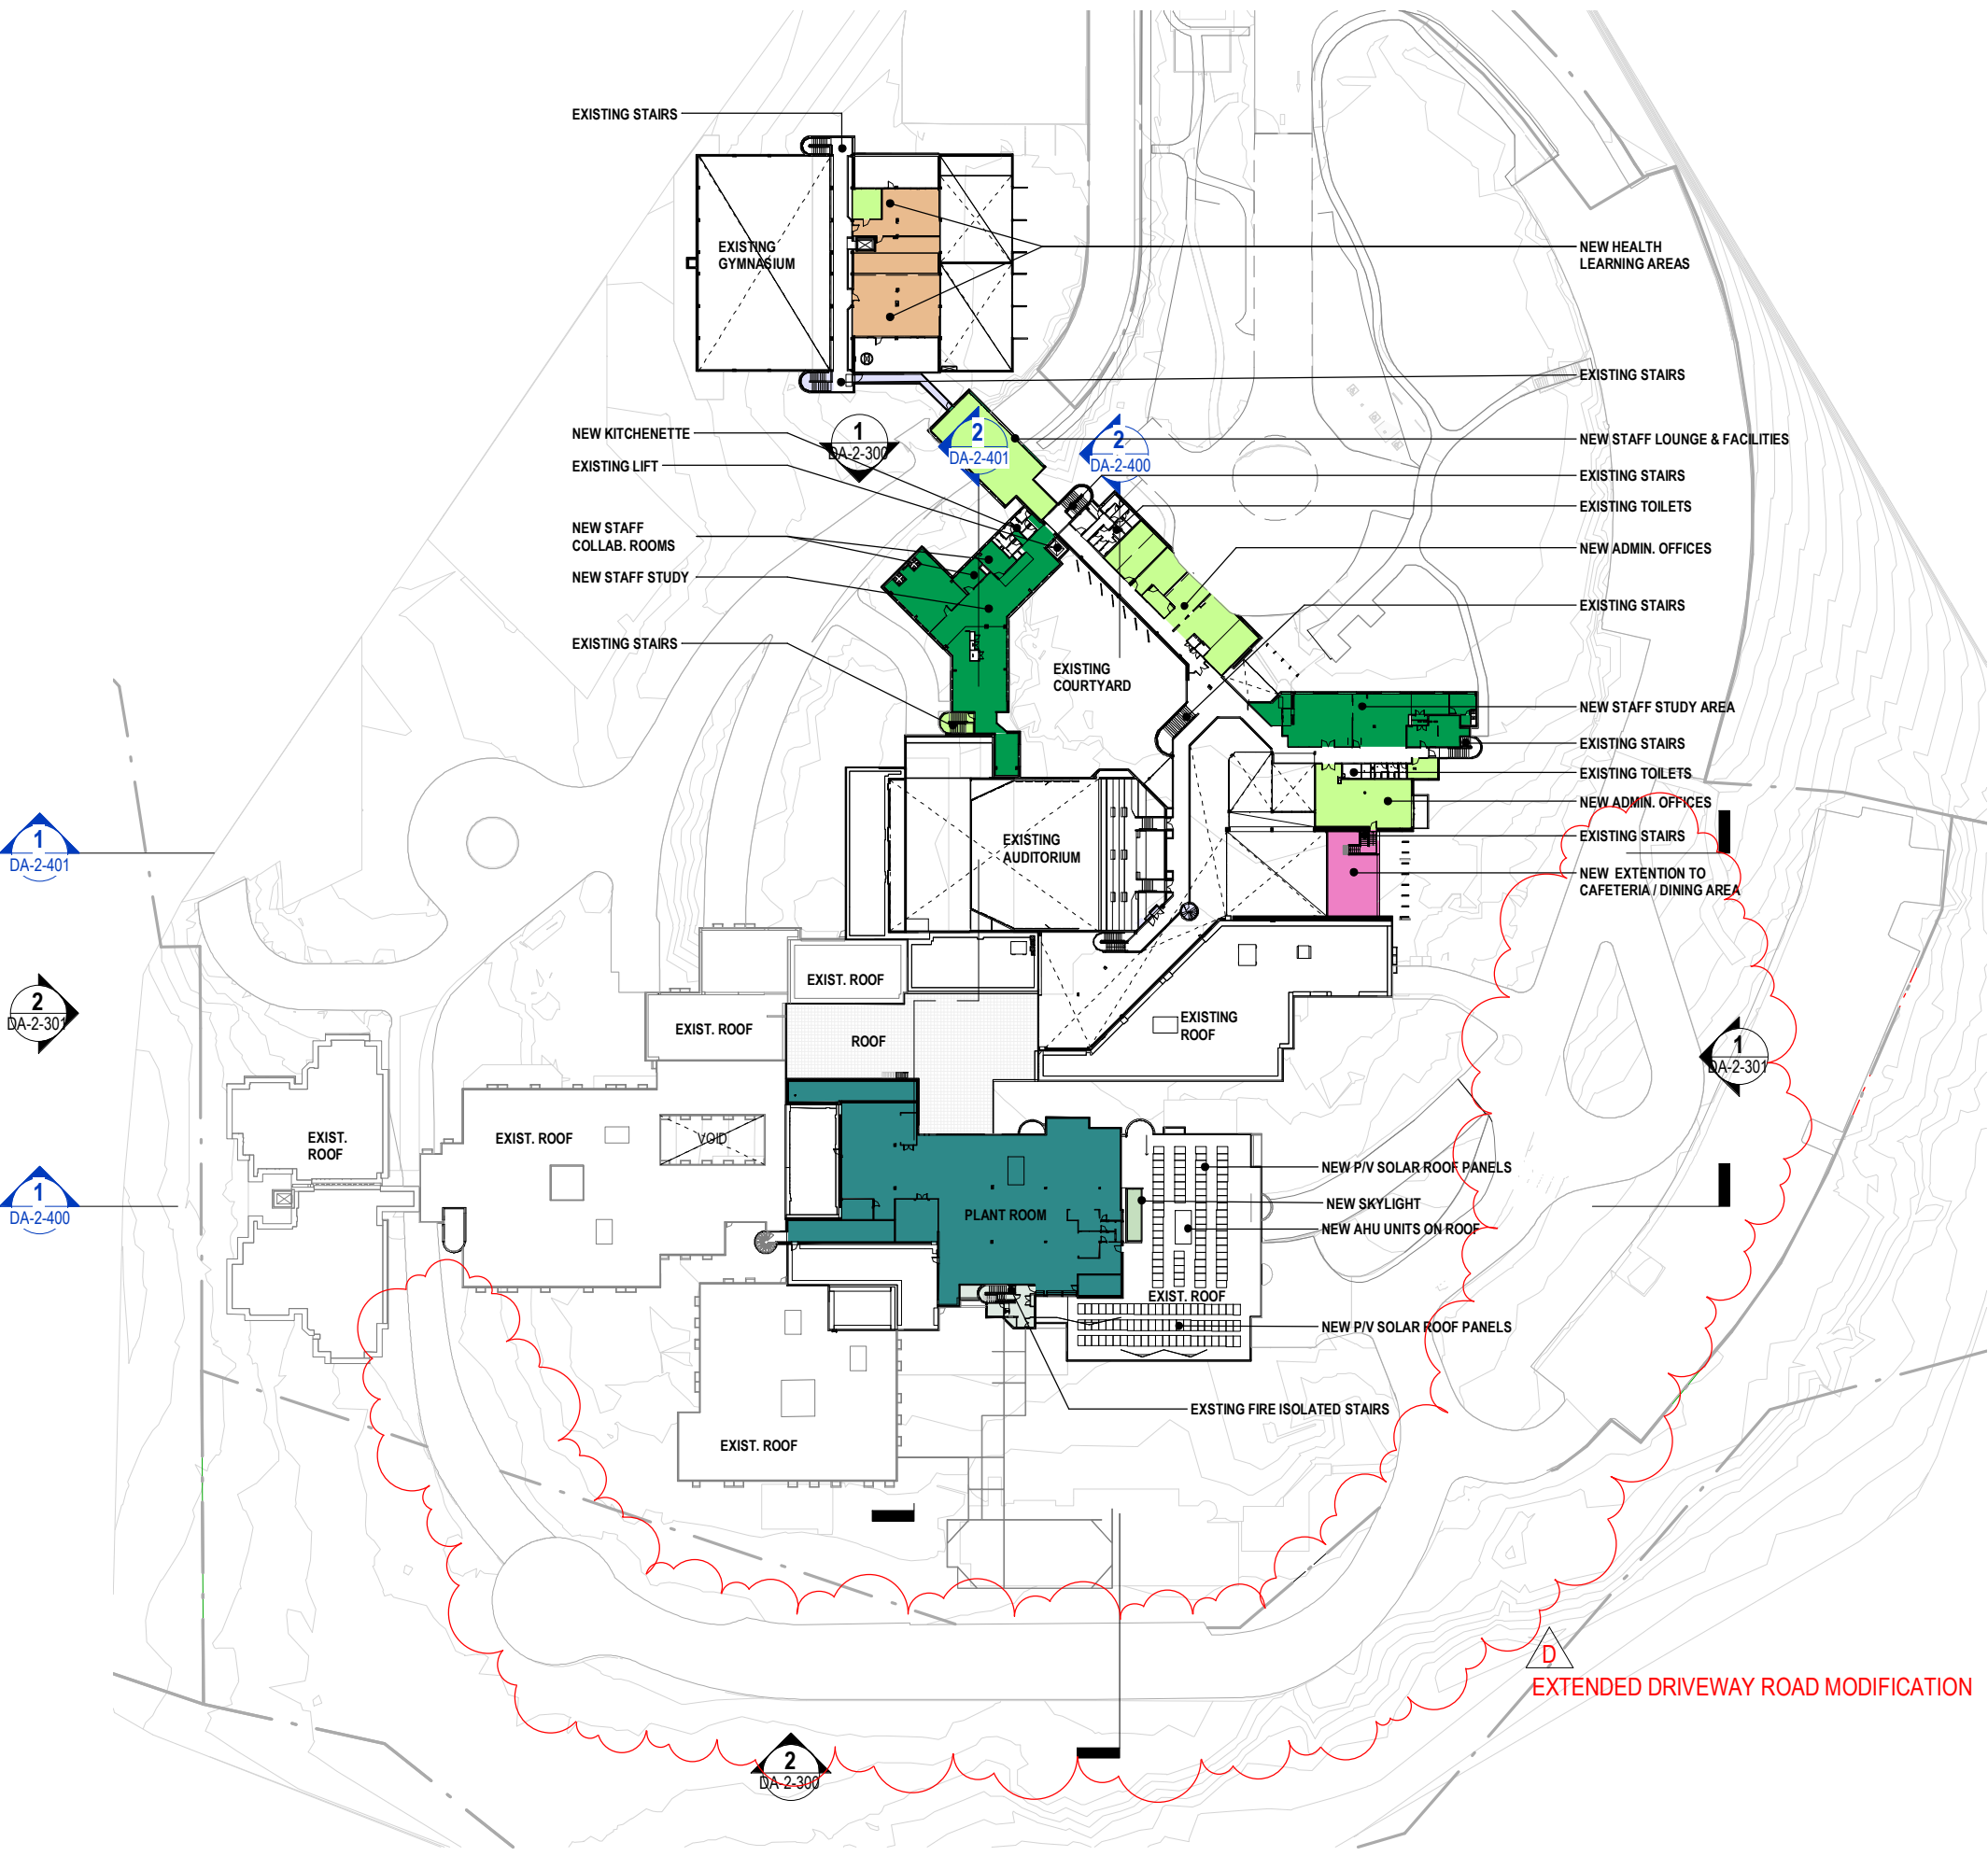 EXISTING STAIRS
EXISTING
GYMNASIUM
NEW HEALTH
LEARNING AREAS
EXISTING STAIRS
NEW KITCHENETTE
1
DA-2-300
2
DA-2-401
2
DA-2-400
NEW STAFF LOUNGE & FACILITIES
EXISTING LIFT
EXISTING STAIRS
EXISTING TOILETS
NEW STAFF
COLLAB. ROOMS
NEW ADMIN. OFFICES
NEW STAFF STUDY
EXISTING STAIRS
EXISTING STAIRS
EXISTING
COURTYARD
NEW STAFF STUDY AREA
EXISTING STAIRS
EXISTING TOILETS
NEW ADMIN. OFFICES
1
DA-2-401
EXISTING
AUDITORIUM
EXISTING STAIRS
NEW EXTENTION TO
CAFETERIA / DINING AREA
EXIST. ROOF
2
DA-2-301
EXIST. ROOF
ROOF
EXISTING
ROOF
1
DA-2-301
EXIST.
ROOF
EXIST. ROOF
VOID
NEW P/V SOLAR ROOF PANELS
1
DA-2-400
PLANT ROOM
NEW SKYLIGHT
NEW AHU UNITS ON ROOF
EXIST. ROOF
NEW P/V SOLAR ROOF PANELS
EXSTING FIRE ISOLATED STAIRS
EXIST. ROOF
D
EXTENDED DRIVEWAY ROAD MODIFICATION
2
DA-2-300